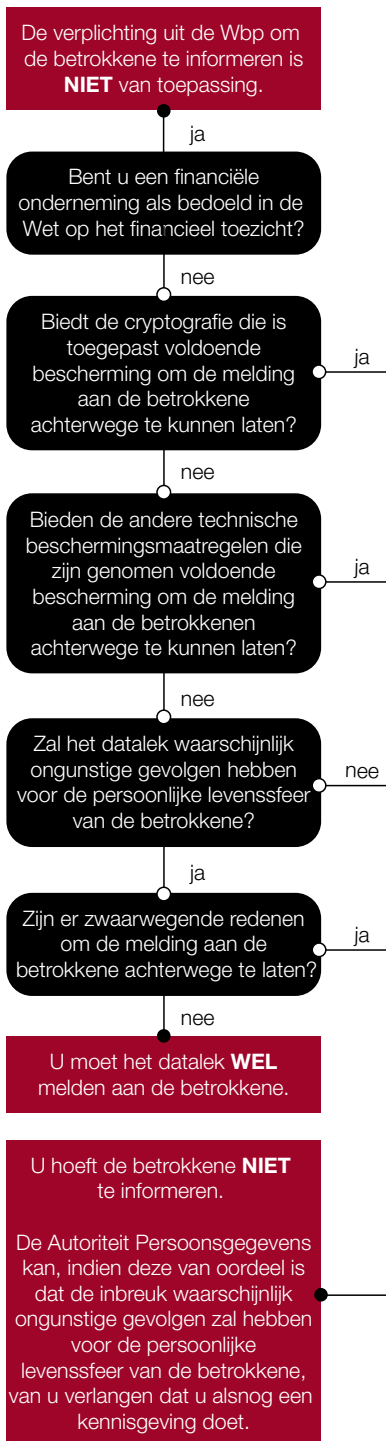 De verplichting uit de Wbp om
de betrokkene te informeren is
NIET van toepassing.
ja
Bent u een financiële
onderneming als bedoeld in de
Wet op het financieel toezicht?
nee
Biedt de cryptografie die is
toegepast voldoende
bescherming om de melding
aan de betrokkene
achterwege te kunnen laten?
ja
nee
Bieden de andere technische
beschermingsmaatregelen die
zijn genomen voldoende
bescherming om de melding
aan de betrokkenen
achterwege te kunnen laten?
ja
nee
Zal het datalek waarschijnlijk
ongunstige gevolgen hebben
voor de persoonlijke levenssfeer
van de betrokkene?
nee
ja
Zijn er zwaarwegende redenen
om de melding aan de
betrokkene achterwege te laten?
ja
nee
U moet het datalek WEL
melden aan de betrokkene.
U hoeft de betrokkene NIET
te informeren.
De Autoriteit Persoonsgegevens
kan, indien deze van oordeel is
dat de inbreuk waarschijnlijk
ongunstige gevolgen zal hebben
voor de persoonlijke
levenssfeer van de betrokkene,
van u verlangen dat u alsnog een
kennisgeving doet.